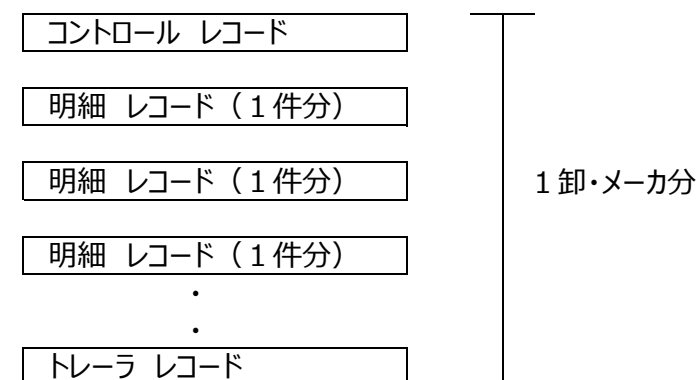 コントロール レコード
明細 レコード（１件分）
明細 レコード（１件分）
１卸・メーカ分
明細 レコード（１件分）
・
・
トレーラ レコード